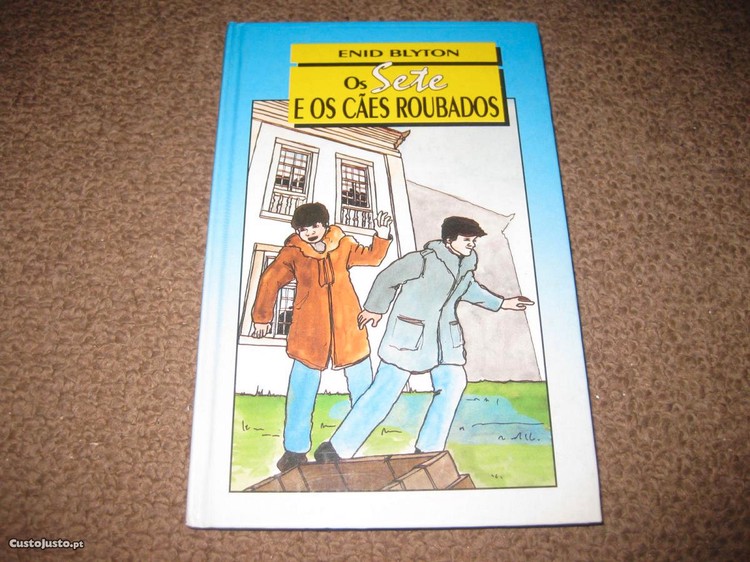 ENID BLYTON
Os Sete
E OS CÃES ROUBADOS
CustoJusto.pt